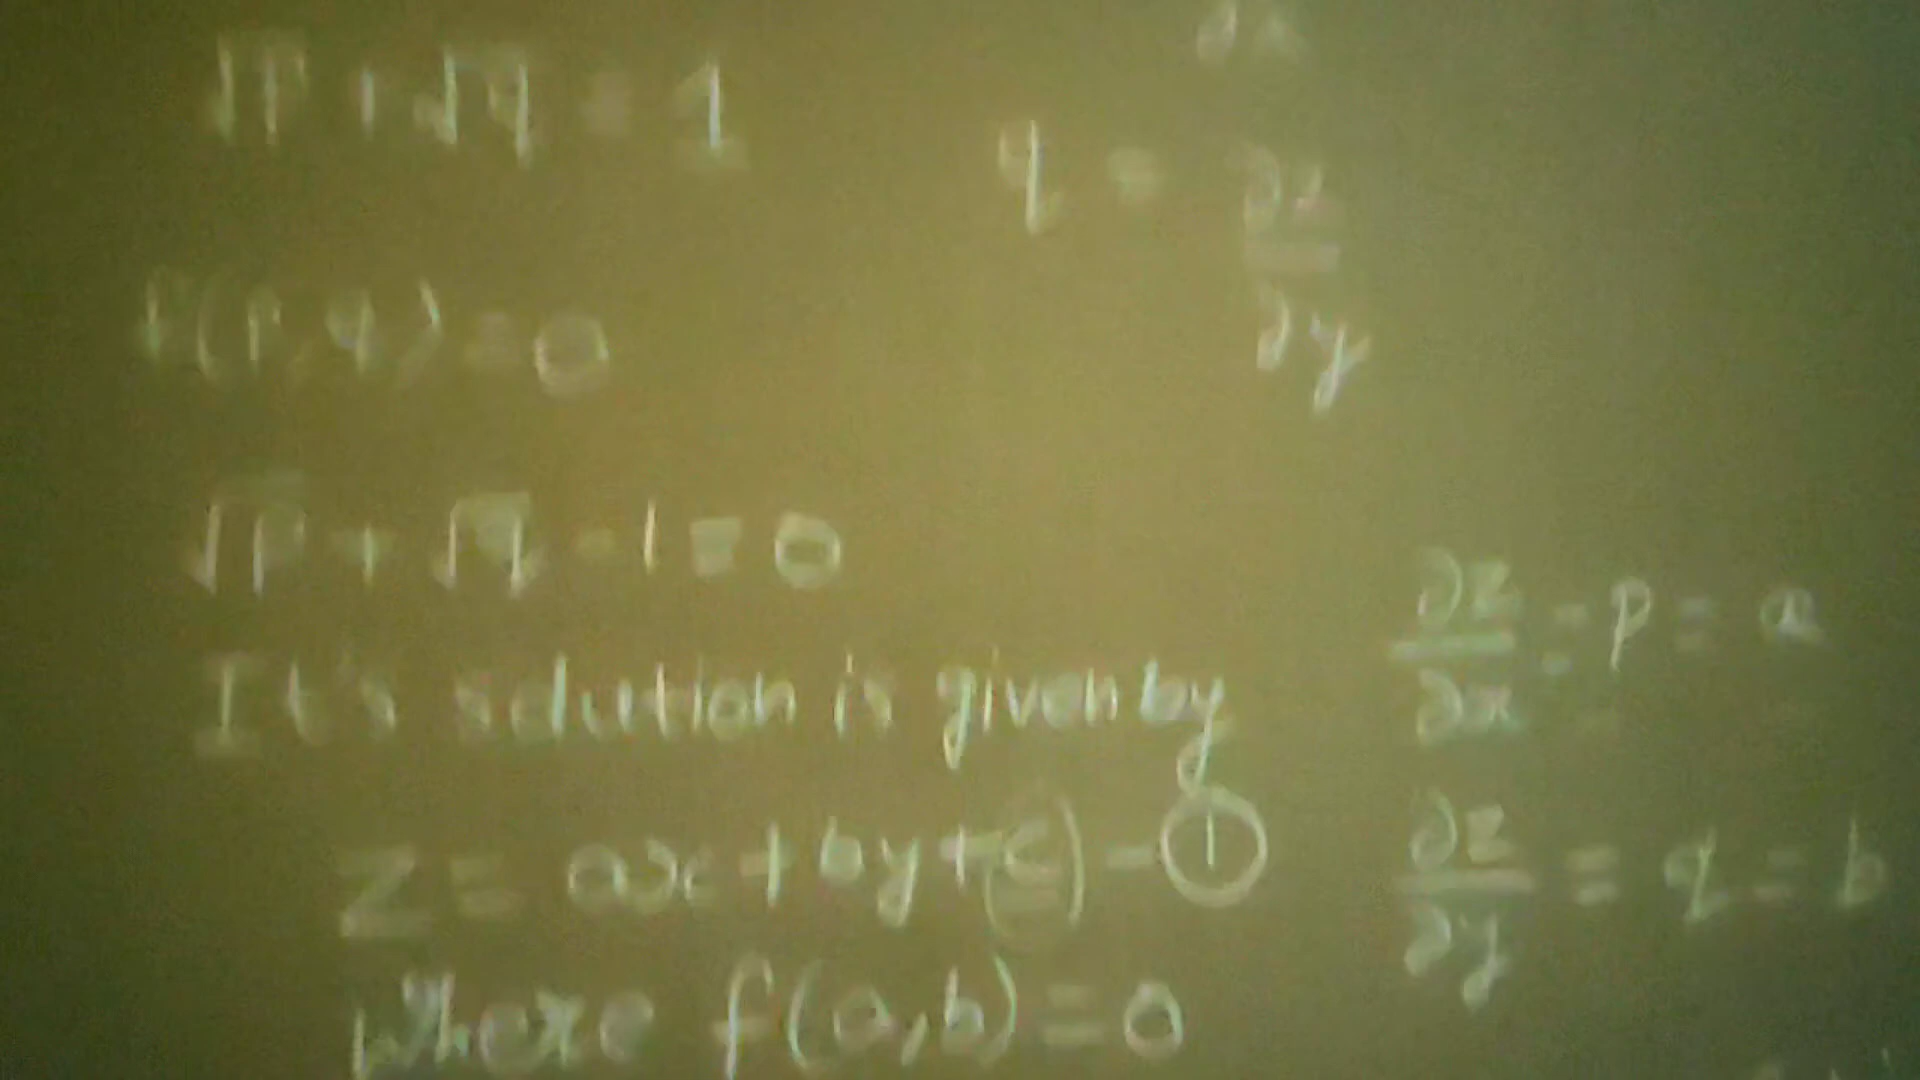 √p + √q = 1
q = ∂z/∂y
f(p, q) = 0
√p + √q - 1 = 0
∂z/∂x = p = a
It's solution is given by
z = ax + by + c) - ①
∂z/∂y = q = b
where f(a, b) = 0